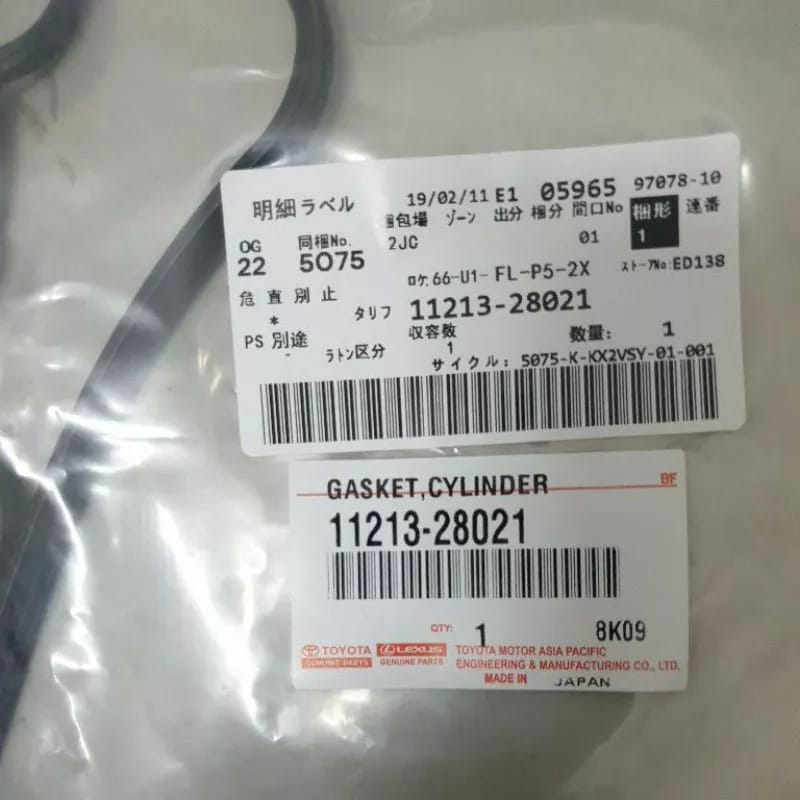 明細ラベル 19/02/11 E1 05965 97078-10
梱包場 ゾーン 出分 梱分 間口No 梱形 連番
OG 同梱No. 2JC 01 1
22 5075
ロケ:66-U1- FL-P5-2X ストーアNo:ED138
危 直 別 止
* タリフ 11213-28021
PS 別途 収容数 数量: 1
- ラトン区分 1
サイクル: 5075-K-KX2VSY-01-001
GASKET,CYLINDER BF
11213-28021
QTY: 1 8K09
TOYOTA LEXUS TOYOTA MOTOR ASIA PACIFIC
GENUINE PARTS GENUINE PARTS ENGINEERING & MANUFACTURING CO., LTD.
MADE IN JAPAN